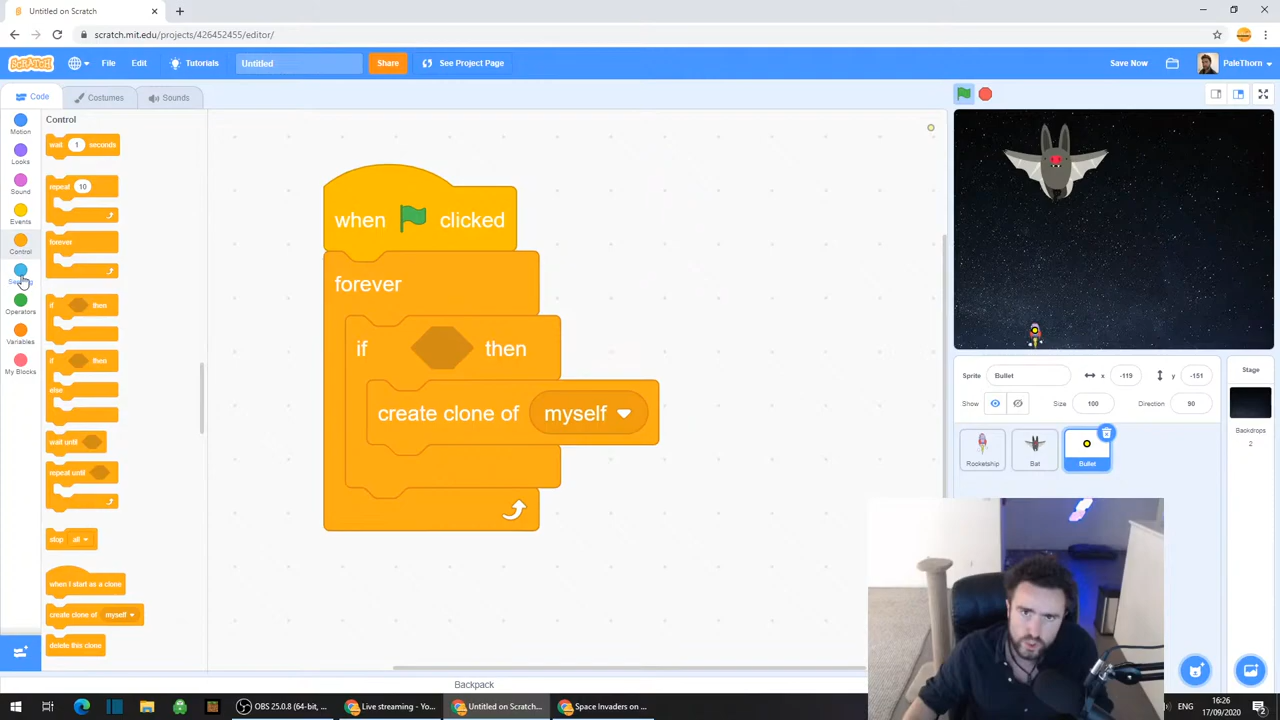 Untitled on Scratch
scratch.mit.edu/projects/426452455/editor/
SCRATCH
File
Edit
Tutorials
Untitled
Share
See Project Page
Save Now
PaleThorn
Code
Costumes
Sounds
Motion
Looks
Sound
Events
Control
Operators
Variables
My Blocks
Control
wait 1 seconds
repeat 10
forever
if then
if then
else
wait until
repeat until
stop all
when I start as a clone
create clone of myself
delete this clone
when clicked
forever
if then
create clone of myself
Backpack
Sprite Bullet x -119 y -151
Show Size 100 Direction 90
Rocketship
Bat
Bullet
Stage
Backdrops
2
OBS 25.0.8 (64-bit, ...
Live streaming - Yo...
Untitled on Scratch...
Space Invaders on ...
ENG
16:26
17/09/2020